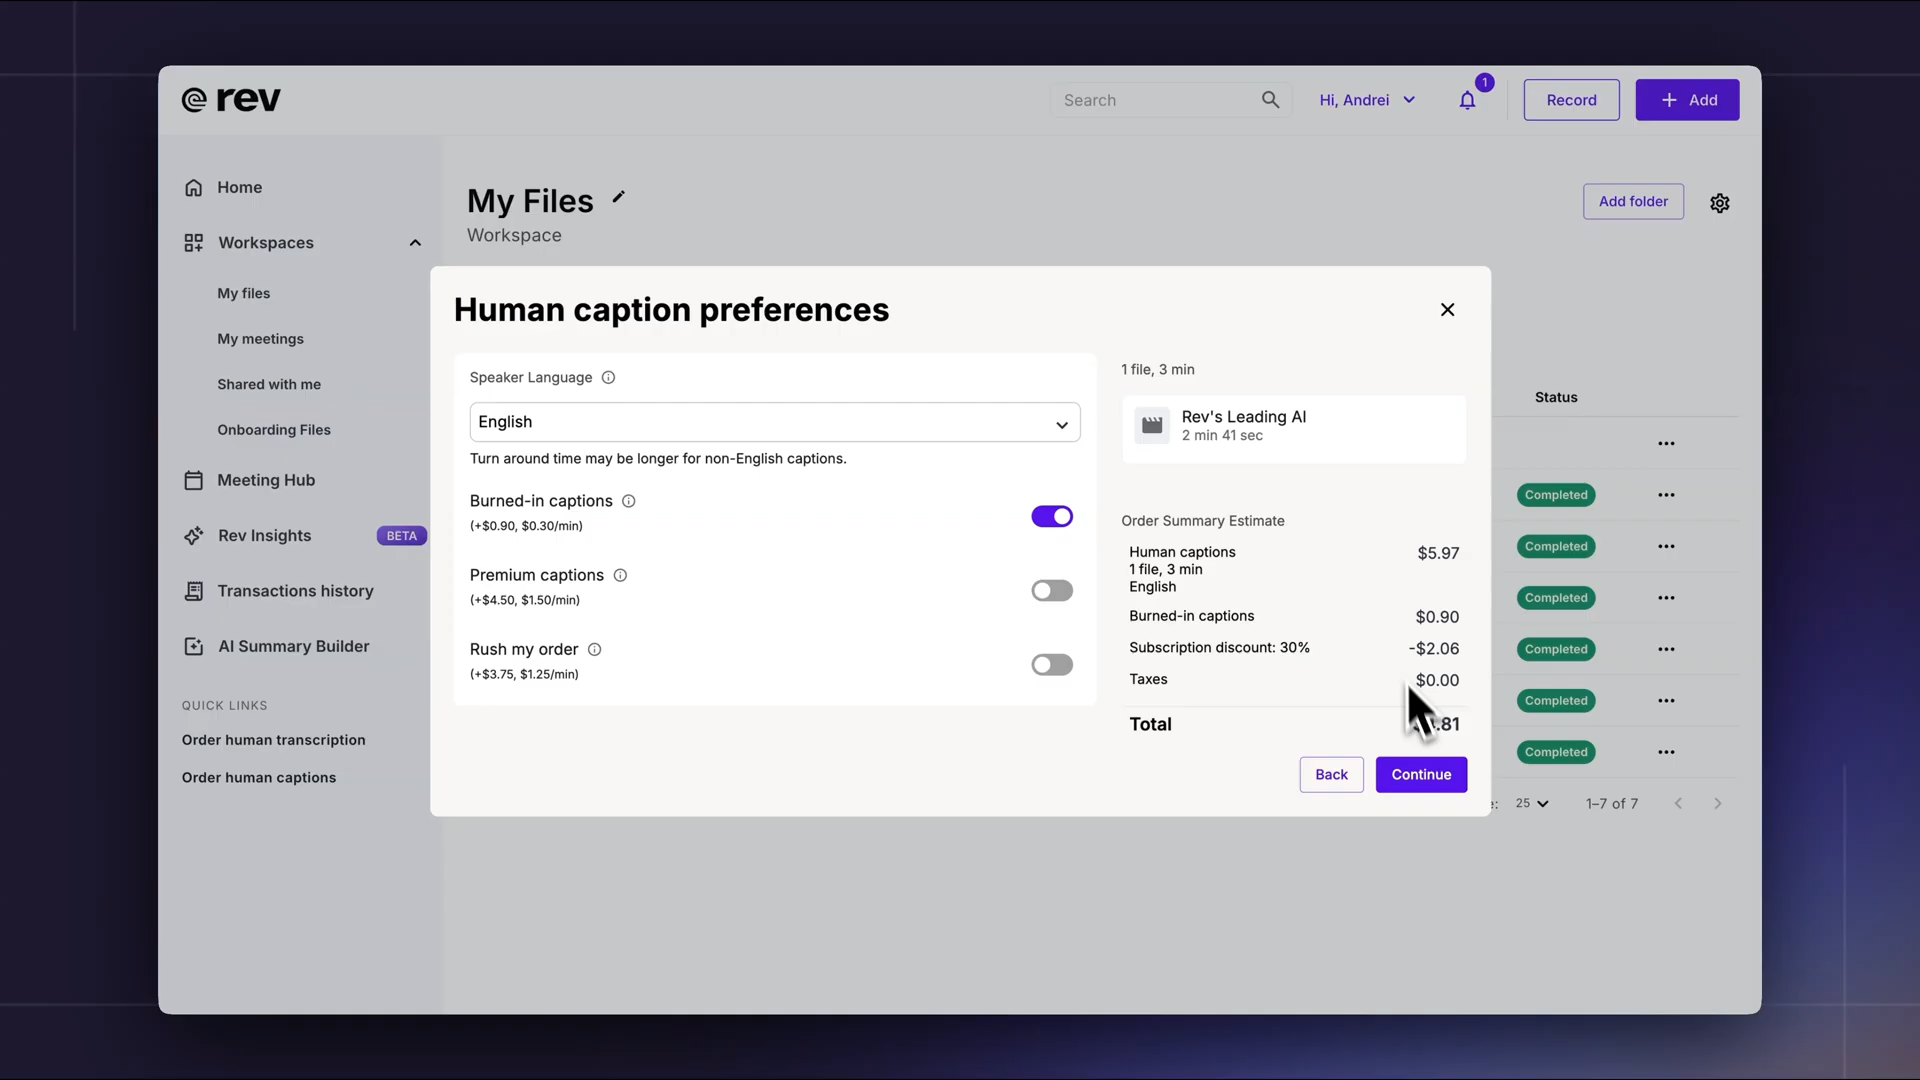 rev
Search
Hi, Andrei
1
Record
+ Add
Home
Workspaces
My files
My meetings
Shared with me
Onboarding Files
Meeting Hub
Rev Insights
BETA
Transactions history
AI Summary Builder
QUICK LINKS
Order human transcription
Order human captions
My Files
Workspace
Add folder
Status
Completed
Completed
Completed
Completed
Completed
Completed
25
1–7 of 7
Human caption preferences
Speaker Language
English
Turn around time may be longer for non-English captions.
Burned-in captions
(+$0.90, $0.30/min)
Premium captions
(+$4.50, $1.50/min)
Rush my order
(+$3.75, $1.25/min)
1 file, 3 min
Rev's Leading AI
2 min 41 sec
Order Summary Estimate
Human captions $5.97
1 file, 3 min
English
Burned-in captions $0.90
Subscription discount: 30% -$2.06
Taxes $0.00
Total
Back
Continue